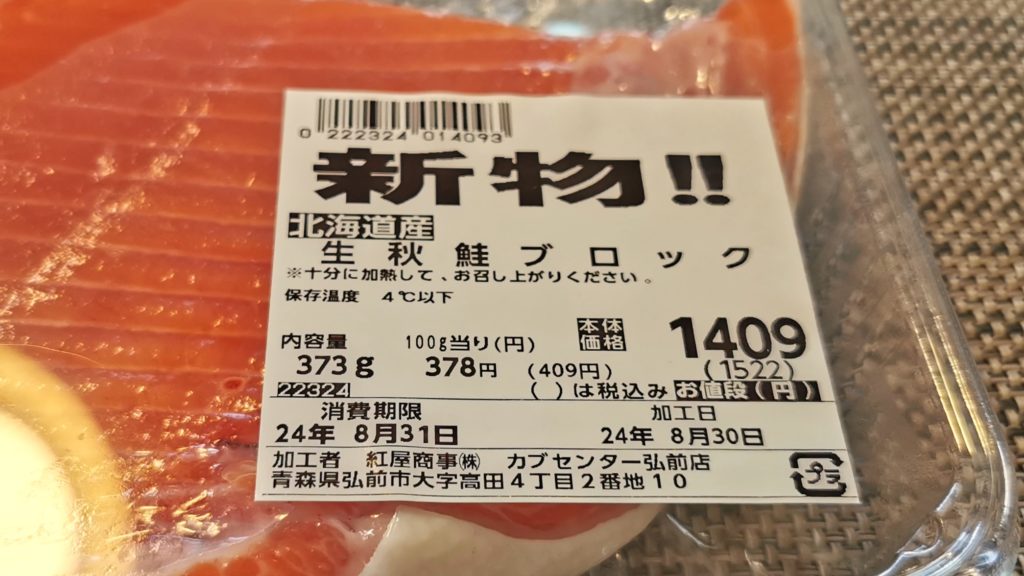 0 222324 014093
新物!!
北海道産
生秋鮭ブロック
※十分に加熱して、お召し上がりください。
保存温度 4℃以下
内容量 100g当り(円) 本体価格 1409
373g 378円 (409円) (1522)
22324 ( )は税込み お値段(円)
消費期限 加工日
24年 8月31日 24年 8月30日
加工者 紅屋商事㈱ カブセンター弘前店
青森県弘前市大字高田4丁目2番地10
プラ